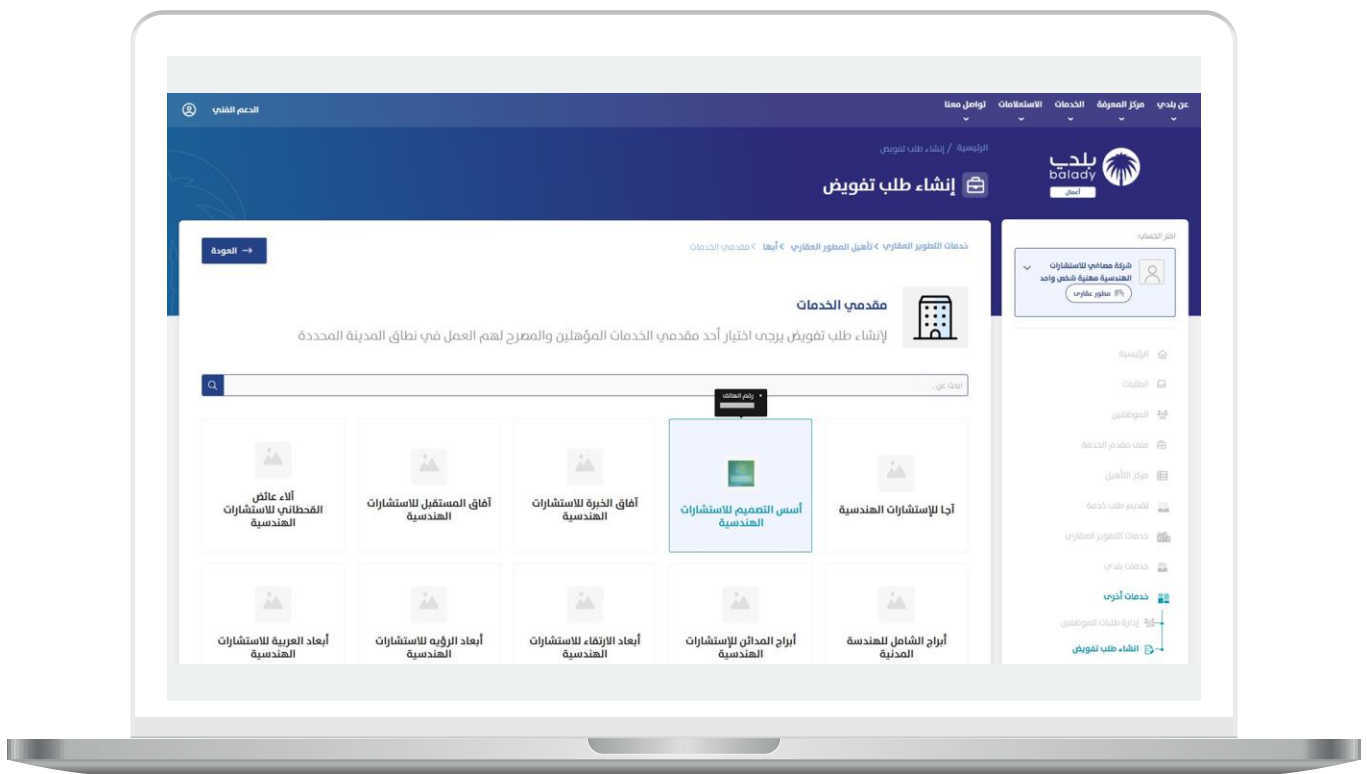 عن بلدي
مركز المعرفة
الخدمات
الاستعلامات
تواصل معنا
الدعم الفني
بلدي
balady
أعمال
الرئيسية / إنشاء طلب تفويض
إنشاء طلب تفويض
اختر الحساب
شركة مصافي للاستشارات
الهندسية مهنية شخص واحد
مطور عقاري
الرئيسية
الطلبات
الموظفين
ملف مقدم الخدمة
مركز التأهيل
تقديم طلب خدمة
خدمات التطوير العقاري
خدمات بلدي
خدمات أخرى
إدارة طلبات الموظفين
انشاء طلب تفويض
خدمات التطوير العقاري > تأهيل المطور العقاري > أبها > مقدمي الخدمات
العودة
مقدمي الخدمات
لإنشاء طلب تفويض يرجى اختيار أحد مقدمي الخدمات المؤهلين والمصرح لهم العمل في نطاق المدينة المحددة
ابحث عن ..
رقم الهاتف
آجا للإستشارات الهندسية
أسس التصميم للاستشارات
الهندسية
آفاق الخبرة للاستشارات
الهندسية
آفاق المستقبل للاستشارات
الهندسية
آلاء عائض
القحطاني للاستشارات
الهندسية
أبراج الشامل للهندسة
المدنية
أبراج المدائن للإستشارات
الهندسية
أبعاد الارتقاء للاستشارات
الهندسية
أبعاد الرؤيه للاستشارات
الهندسية
أبعاد العربية للاستشارات
الهندسية